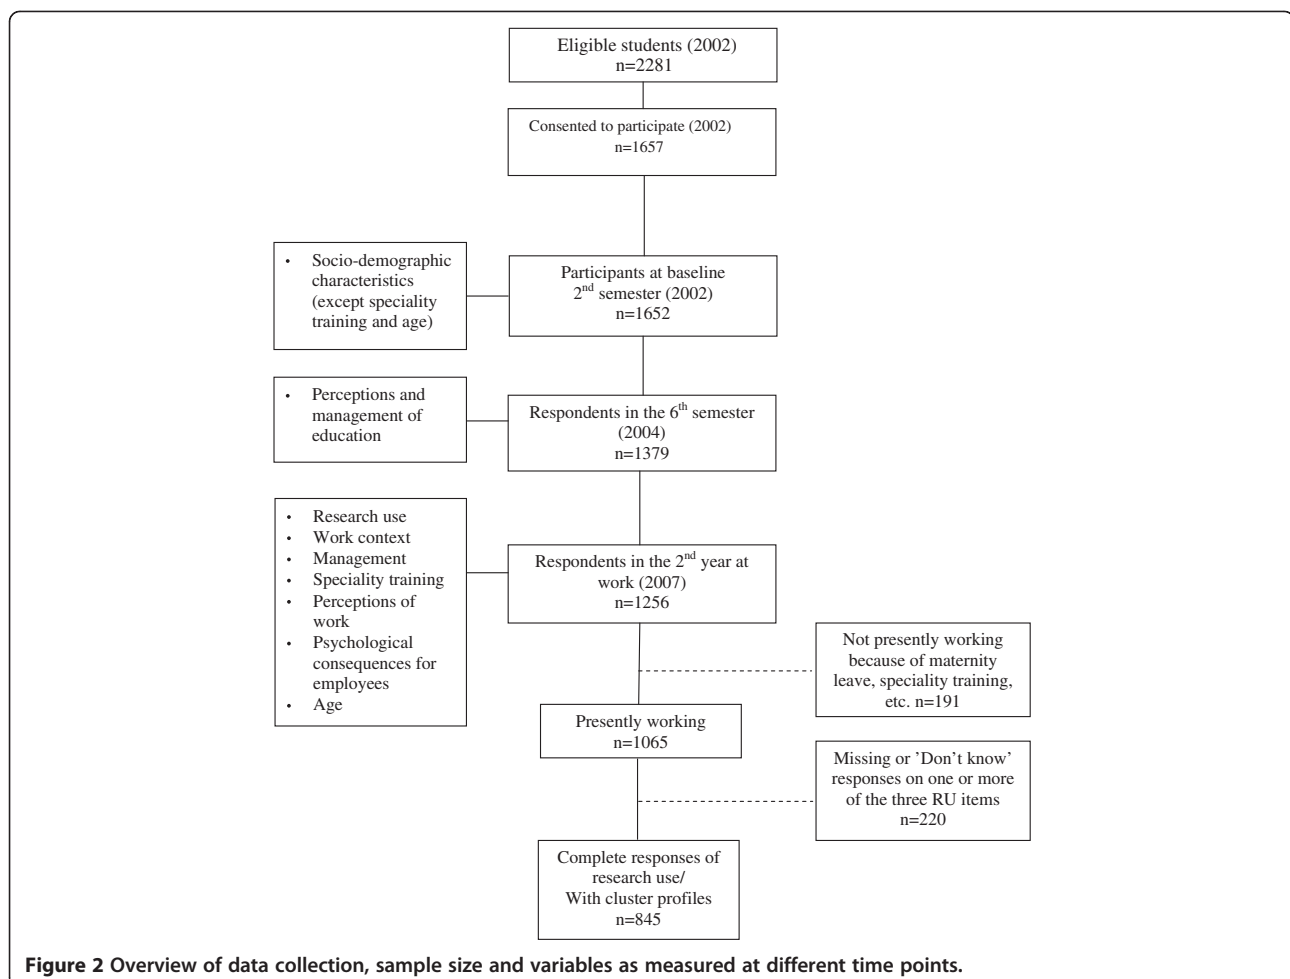 Eligible students (2002)
n=2281
Consented to participate (2002)
n=1657
• Socio-demographic
characteristics
(except speciality
training and age)
Participants at baseline
2nd semester (2002)
n=1652
• Perceptions and
management of
education
Respondents in the 6th semester
(2004)
n=1379
• Research use
• Work context
• Management
• Speciality training
• Perceptions of
work
• Psychological
consequences for
employees
• Age
Respondents in the 2nd year at
work (2007)
n=1256
Not presently working
because of maternity
leave, speciality training,
etc. n=191
Presently working
n=1065
Missing or ’Don’t know’
responses on one or more
of the three RU items
n=220
Complete responses of
research use/
With cluster profiles
n=845
Figure 2 Overview of data collection, sample size and variables as measured at different time points.